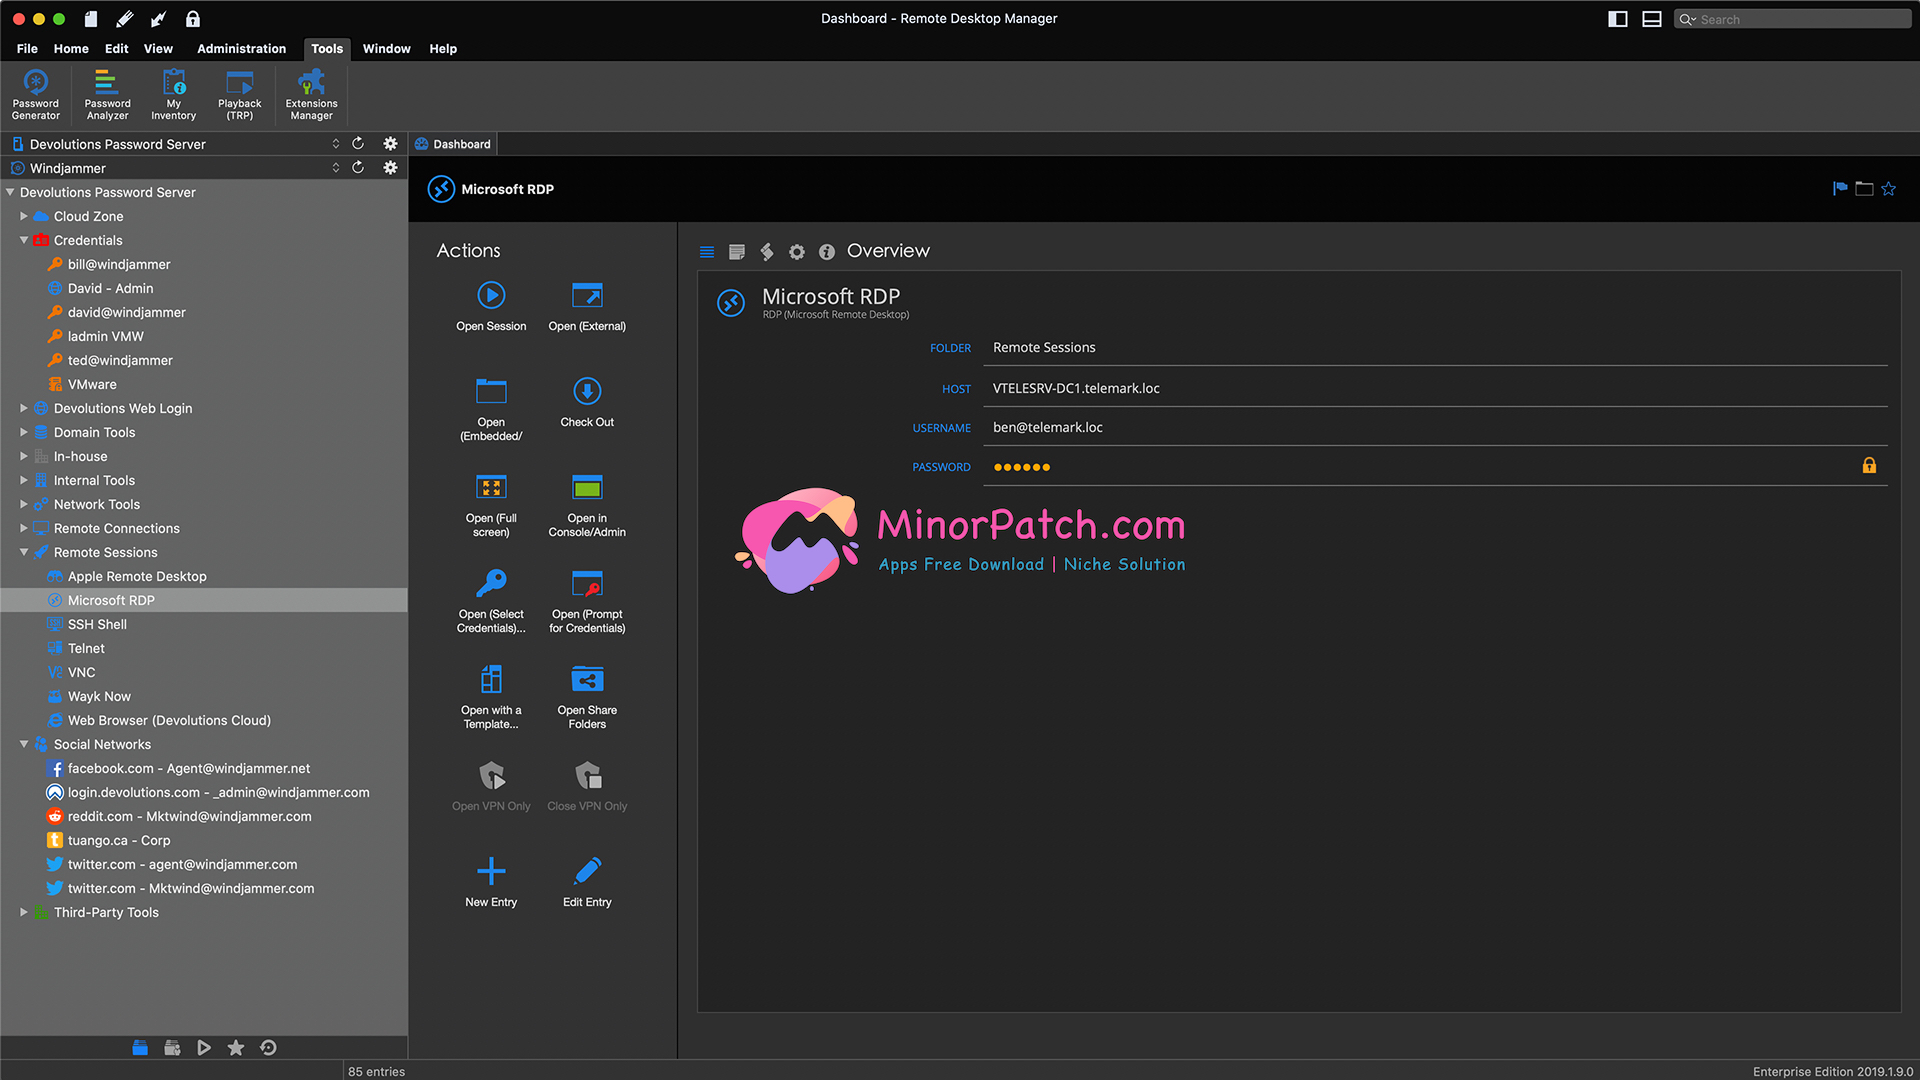 Dashboard - Remote Desktop Manager
Search
File Home Edit View Administration Tools Window Help
Password Generator
Password Analyzer
My Inventory
Playback (TRP)
Extensions Manager
Devolutions Password Server
Windjammer
Devolutions Password Server
Cloud Zone
Credentials
bill@windjammer
David - Admin
david@windjammer
ladmin VMW
ted@windjammer
VMware
Devolutions Web Login
Domain Tools
In-house
Internal Tools
Network Tools
Remote Connections
Remote Sessions
Apple Remote Desktop
Microsoft RDP
SSH Shell
Telnet
VNC
Wayk Now
Web Browser (Devolutions Cloud)
Social Networks
facebook.com - Agent@windjammer.net
login.devolutions.com - _admin@windjammer.com
reddit.com - Mktwind@windjammer.com
tuango.ca - Corp
twitter.com - agent@windjammer.com
twitter.com - Mktwind@windjammer.com
Third-Party Tools
Dashboard
Microsoft RDP
Actions
Open Session
Open (External)
Open
(Embedded/
Check Out
Open (Full
screen)
Open in
Console/Admin
Open (Select
Credentials)...
Open (Prompt
for Credentials)
Open with a
Template...
Open Share
Folders
Open VPN Only
Close VPN Only
New Entry
Edit Entry
Overview
Microsoft RDP
RDP (Microsoft Remote Desktop)
FOLDER Remote Sessions
HOST VTELESRV-DC1.telemark.loc
USERNAME ben@telemark.loc
PASSWORD ●●●●●●
MinorPatch.com
Apps Free Download | Niche Solution
85 entries
Enterprise Edition 2019.1.9.0